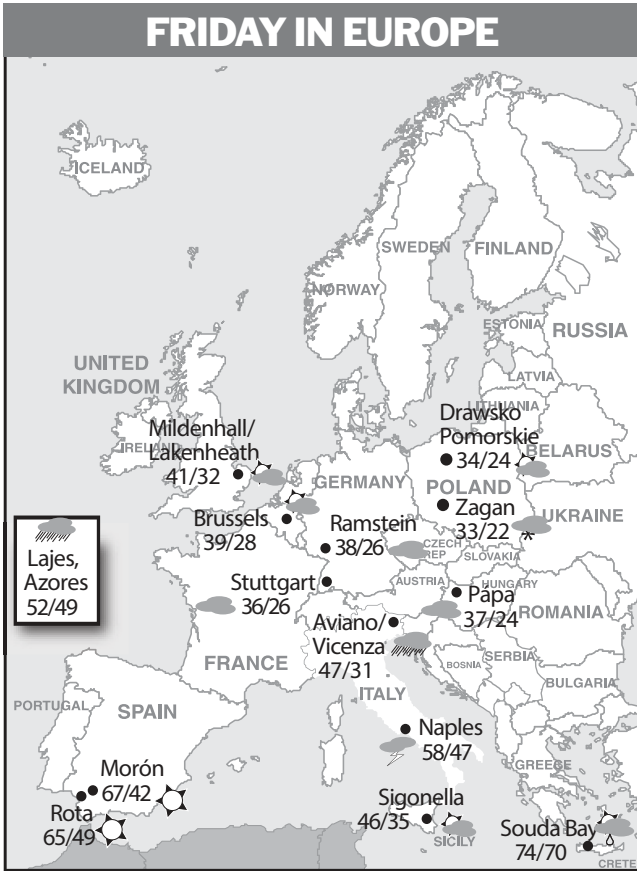 FRIDAY IN EUROPE
ICELAND
SWEDEN
FINLAND
NORWAY
ESTONIA
RUSSIA
LATVIA
LITHUANIA
UNITED
KINGDOM
IRELAND
Mildenhall/
Lakenheath
41/32
Drawsko
Pomorskie
34/24
BELARUS
GERMANY
POLAND
Zagan
33/22
UKRAINE
Brussels
39/28
Ramstein
38/26
CZECH
REP
SLOVAKIA
Lajes,
Azores
52/49
Stuttgart
36/26
AUSTRIA
HUNGARY
Pápa
37/24
ROMANIA
Aviano/
Vicenza
47/31
FRANCE
BOSNIA
SERBIA
BULGARIA
ITALY
PORTUGAL
SPAIN
Naples
58/47
GREECE
Morón
67/42
Rota
65/49
Sigonella
46/35
SICILY
Souda Bay
74/70
CRETE